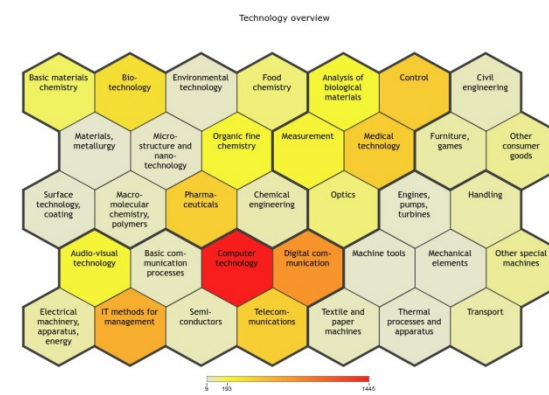 Technology overview
Basic materials
chemistry
Bio-
technology
Environmental
technology
Food
chemistry
Analysis of
biological
materials
Control
Civil
engineering
Materials,
metallurgy
Micro-
structure and
nano-
technology
Organic fine
chemistry
Measurement
Medical
technology
Furniture,
games
Other
consumer
goods
Surface
technology,
coating
Macro-
molecular
chemistry,
polymers
Pharma-
ceuticals
Chemical
engineering
Optics
Engines,
pumps,
turbines
Handling
Audio-visual
technology
Basic com-
munication
processes
Computer
technology
Digital com-
munication
Machine tools
Mechanical
elements
Other special
machines
Electrical
machinery,
apparatus,
energy
IT methods for
management
Semi-
conductors
Telecom-
munications
Textile and
paper
machines
Thermal
processes and
apparatus
Transport
9 193 1445